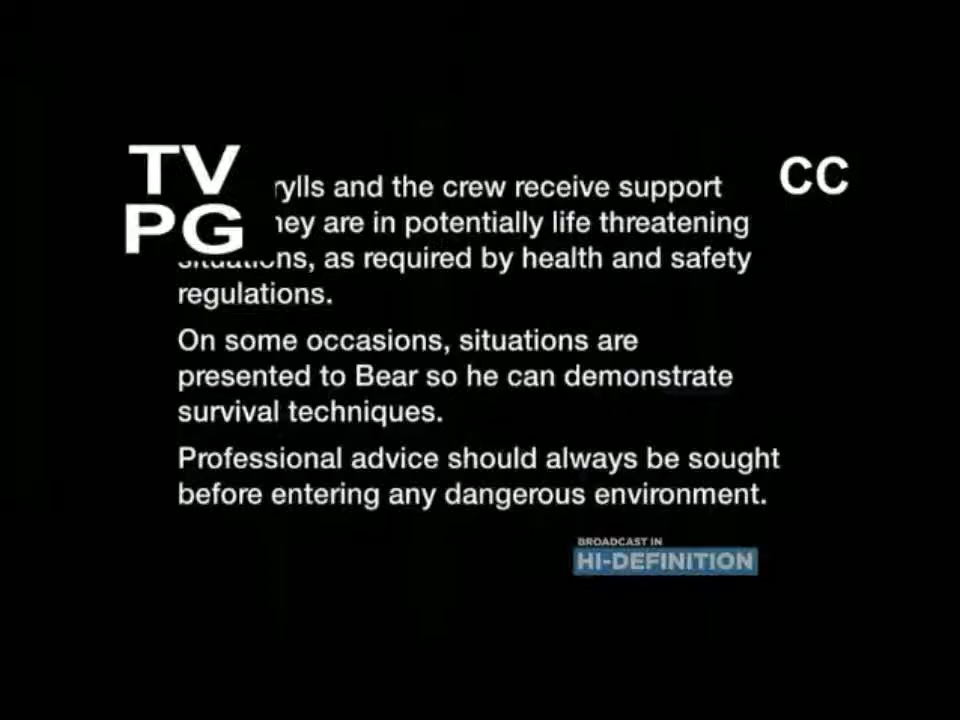 TV
PG
CC
rylls and the crew receive support
hey are in potentially life threatening
situations, as required by health and safety
regulations.
On some occasions, situations are
presented to Bear so he can demonstrate
survival techniques.
Professional advice should always be sought
before entering any dangerous environment.
BROADCAST IN
HI-DEFINITION